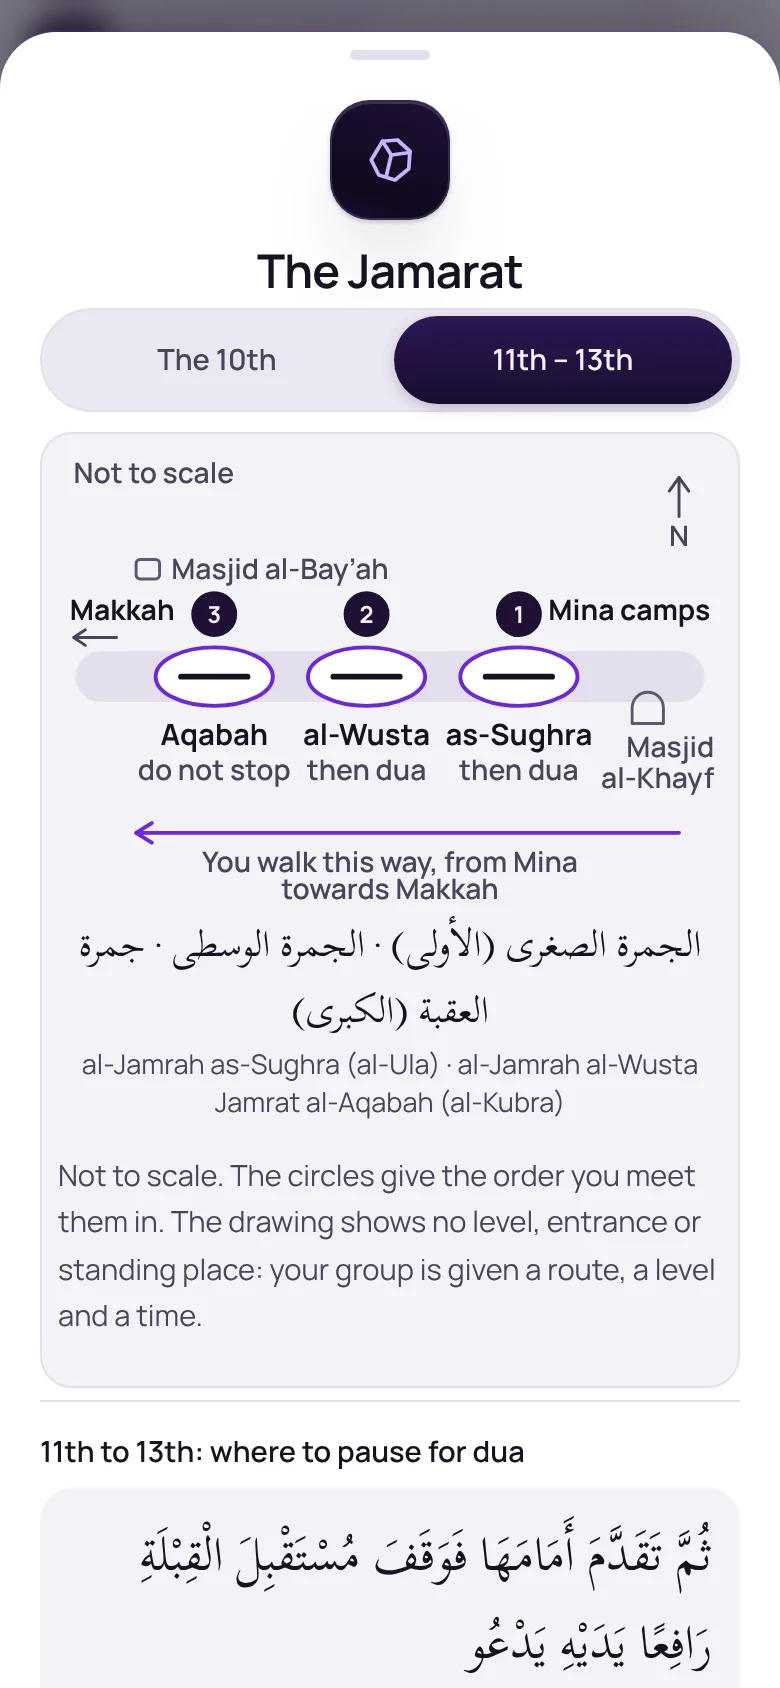 The Jamarat
The 10th
11th – 13th
Not to scale
N
Masjid al-Bay’ah
Makkah
3
2
1
Mina camps
Aqabah
al-Wusta
as-Sughra
do not stop
then dua
then dua
Masjid
al-Khayf
You walk this way, from Mina
towards Makkah
الجمرة الصغرى (الأولى) · الجمرة الوسطى · جمرة
العقبة (الكبرى)
al-Jamrah as-Sughra (al-Ula) · al-Jamrah al-Wusta
Jamrat al-Aqabah (al-Kubra)
Not to scale. The circles give the order you meet
them in. The drawing shows no level, entrance or
standing place: your group is given a route, a level
and a time.
11th to 13th: where to pause for dua
ثُمَّ تَقَدَّمَ أَمَامَهَا فَوَقَفَ مُسْتَقْبِلَ الْقِبْلَةِ
رَافِعًا يَدَيْهِ يَدْعُو